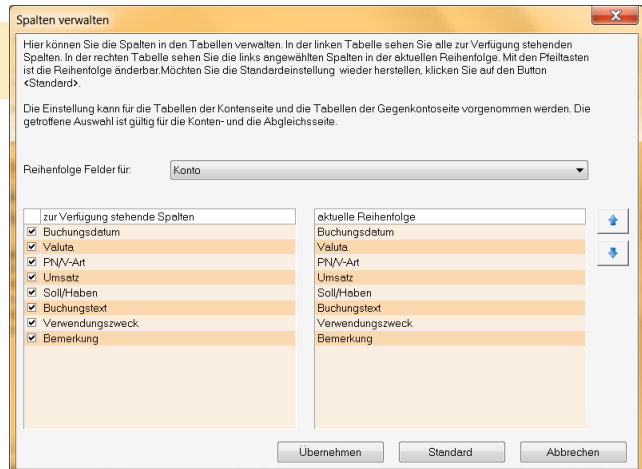 Spalten verwalten
Hier können Sie die Spalten in den Tabellen verwalten. In der linken Tabelle sehen Sie alle zur Verfügung stehenden
Spalten. In der rechten Tabelle sehen Sie die links angewählten Spalten in der aktuellen Reihenfolge. Mit den Pfeiltasten
ist die Reihenfolge änderbar.Möchten Sie die Standardeinstellung wieder herstellen, klicken Sie auf den Button
<Standard>.
Die Einstellung kann für die Tabellen der Kontenseite und die Tabellen der Gegenkontoseite vorgenommen werden. Die
getroffene Auswahl ist gültig für die Konten- und die Abgleichsseite.
Reihenfolge Felder für: Konto
zur Verfügung stehende Spalten aktuelle Reihenfolge
Buchungsdatum Buchungsdatum
Valuta Valuta
PN/V-Art PN/V-Art
Umsatz Umsatz
Soll/Haben Soll/Haben
Buchungstext Buchungstext
Verwendungszweck Verwendungszweck
Bemerkung Bemerkung
Übernehmen Standard Abbrechen